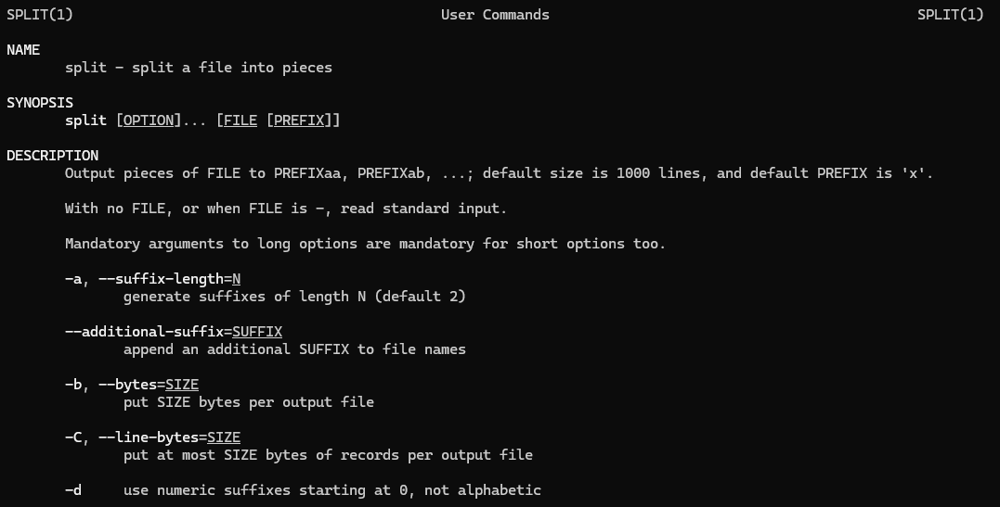 SPLIT(1) User Commands SPLIT(1)
NAME
split - split a file into pieces
SYNOPSIS
split [OPTION]... [FILE [PREFIX]]
DESCRIPTION
Output pieces of FILE to PREFIXaa, PREFIXab, ...; default size is 1000 lines, and default PREFIX is 'x'.
With no FILE, or when FILE is -, read standard input.
Mandatory arguments to long options are mandatory for short options too.
-a, --suffix-length=N
generate suffixes of length N (default 2)
--additional-suffix=SUFFIX
append an additional SUFFIX to file names
-b, --bytes=SIZE
put SIZE bytes per output file
-C, --line-bytes=SIZE
put at most SIZE bytes of records per output file
-d use numeric suffixes starting at 0, not alphabetic